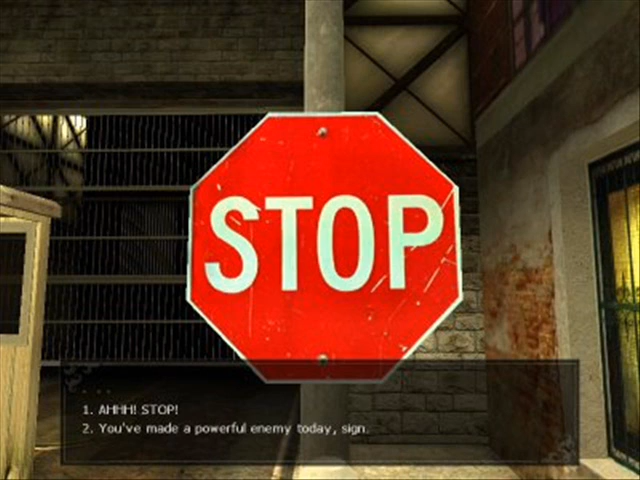 STOP
. . .
1. AHHH! STOP!
2. You've made a powerful enemy today, sign.